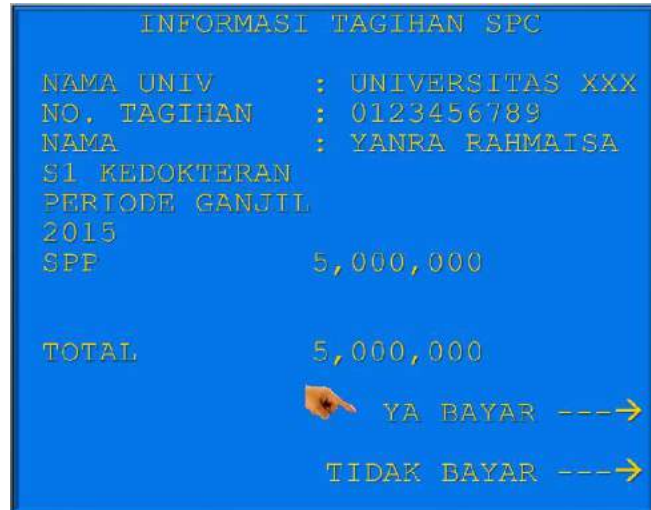 INFORMASI TAGIHAN SPC
NAMA UNIV : UNIVERSITAS XXX
NO. TAGIHAN : 0123456789
NAMA : YANRA RAHMAISA
S1 KEDOKTERAN
PERIODE GANJIL
2015
SPP 5,000,000
TOTAL 5,000,000
YA BAYAR --->
TIDAK BAYAR --->